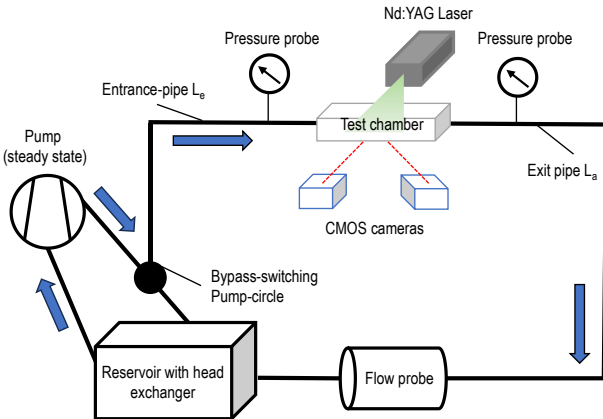 Nd:YAG Laser
Pressure probe
Pressure probe
Entrance-pipe Lₑ
Test chamber
Pump
(steady state)
Exit pipe Lₐ
CMOS cameras
Bypass-switching
Pump-circle
Reservoir with head
exchanger
Flow probe